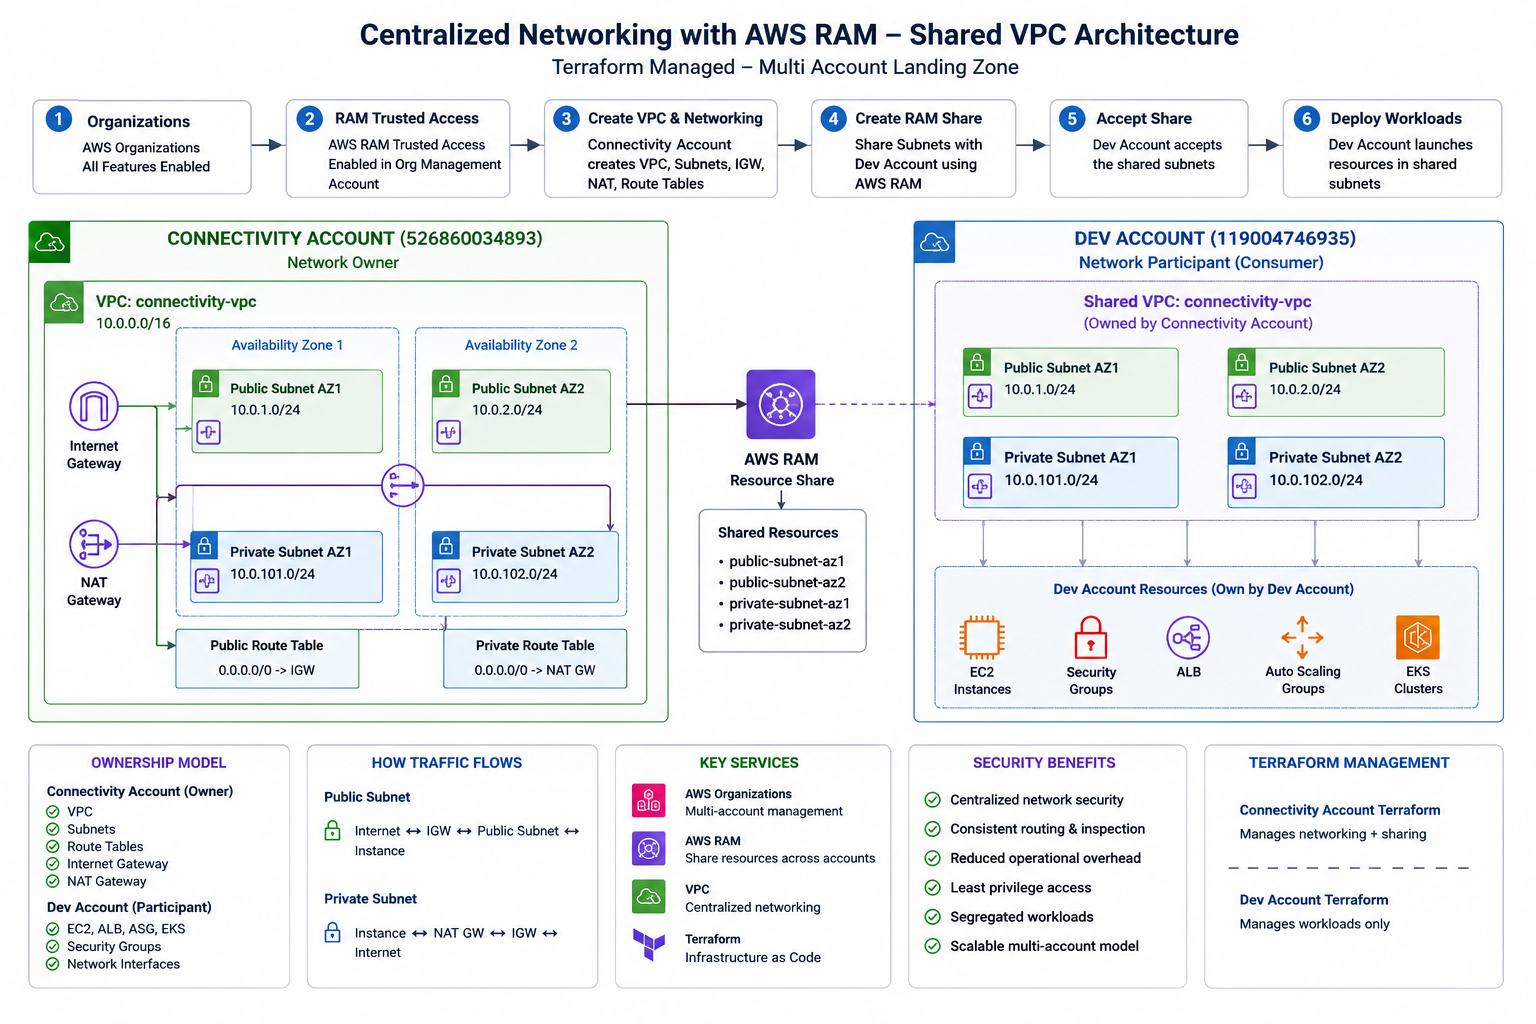 Centralized Networking with AWS RAM – Shared VPC Architecture
Terraform Managed – Multi Account Landing Zone
1
Organizations
AWS Organizations
All Features Enabled
2
RAM Trusted Access
AWS RAM Trusted Access
Enabled in Org Management
Account
3
Create VPC & Networking
Connectivity Account
creates VPC, Subnets, IGW,
NAT, Route Tables
4
Create RAM Share
Share Subnets with
Dev Account using
AWS RAM
5
Accept Share
Dev Account accepts
the shared subnets
6
Deploy Workloads
Dev Account launches
resources in shared
subnets
CONNECTIVITY ACCOUNT (526860034893)
Network Owner
VPC: connectivity-vpc
10.0.0.0/16
Availability Zone 1
Availability Zone 2
Public Subnet AZ1
10.0.1.0/24
Public Subnet AZ2
10.0.2.0/24
Internet
Gateway
NAT
Gateway
Private Subnet AZ1
10.0.101.0/24
Private Subnet AZ2
10.0.102.0/24
Public Route Table
0.0.0.0/0 -> IGW
Private Route Table
0.0.0.0/0 -> NAT GW
AWS RAM
Resource Share
Shared Resources
• public-subnet-az1
• public-subnet-az2
• private-subnet-az1
• private-subnet-az2
DEV ACCOUNT (119004746935)
Network Participant (Consumer)
Shared VPC: connectivity-vpc
(Owned by Connectivity Account)
Public Subnet AZ1
10.0.1.0/24
Public Subnet AZ2
10.0.2.0/24
Private Subnet AZ1
10.0.101.0/24
Private Subnet AZ2
10.0.102.0/24
Dev Account Resources (Own by Dev Account)
EC2
Instances
Security
Groups
ALB
Auto Scaling
Groups
EKS
Clusters
OWNERSHIP MODEL
Connectivity Account (Owner)
VPC
Subnets
Route Tables
Internet Gateway
NAT Gateway
Dev Account (Participant)
EC2, ALB, ASG, EKS
Security Groups
Network Interfaces
HOW TRAFFIC FLOWS
Public Subnet
Internet ↔ IGW ↔ Public Subnet ↔
Instance
Private Subnet
Instance ↔ NAT GW ↔ IGW ↔
Internet
KEY SERVICES
AWS Organizations
Multi-account management
AWS RAM
Share resources across accounts
VPC
Centralized networking
Terraform
Infrastructure as Code
SECURITY BENEFITS
Centralized network security
Consistent routing & inspection
Reduced operational overhead
Least privilege access
Segregated workloads
Scalable multi-account model
TERRAFORM MANAGEMENT
Connectivity Account Terraform
Manages networking + sharing
Dev Account Terraform
Manages workloads only